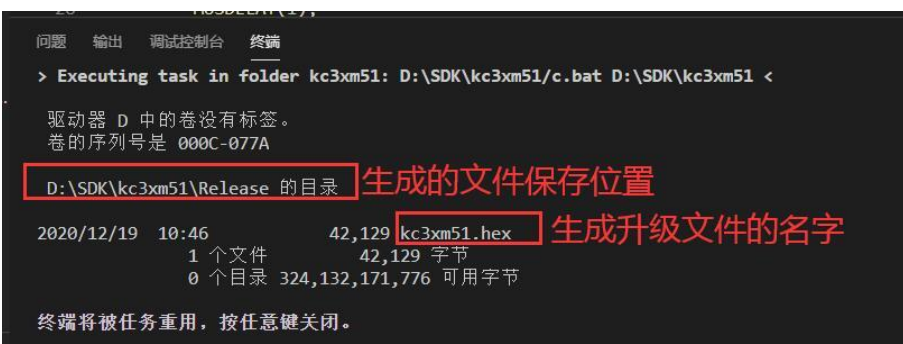 问题 输出 调试控制台 终端
> Executing task in folder kc3xm51: D:\SDK\kc3xm51/c.bat D:\SDK\kc3xm51 <
驱动器 D 中的卷没有标签。
卷的序列号是 000C-077A
D:\SDK\kc3xm51\Release 的目录 生成的文件保存位置
2020/12/19 10:46 42,129 kc3xm51.hex 生成升级文件的名字
1 个文件 42,129 字节
0 个目录 324,132,171,776 可用字节
终端将被任务重用，按任意键关闭。